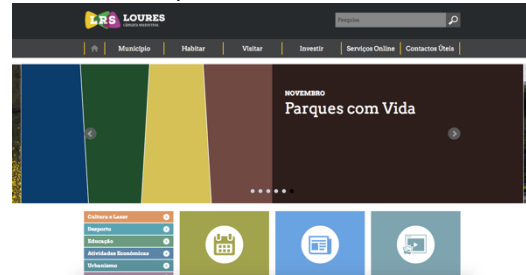 LRS LOURES
CÂMARA MUNICIPAL
Pesquisa
Município
Habitar
Visitar
Investir
Serviços Online
Contactos Úteis
NOVEMBRO
Parques com Vida
Cultura e Lazer
Desporto
Educação
Atividades Económicas
Urbanismo